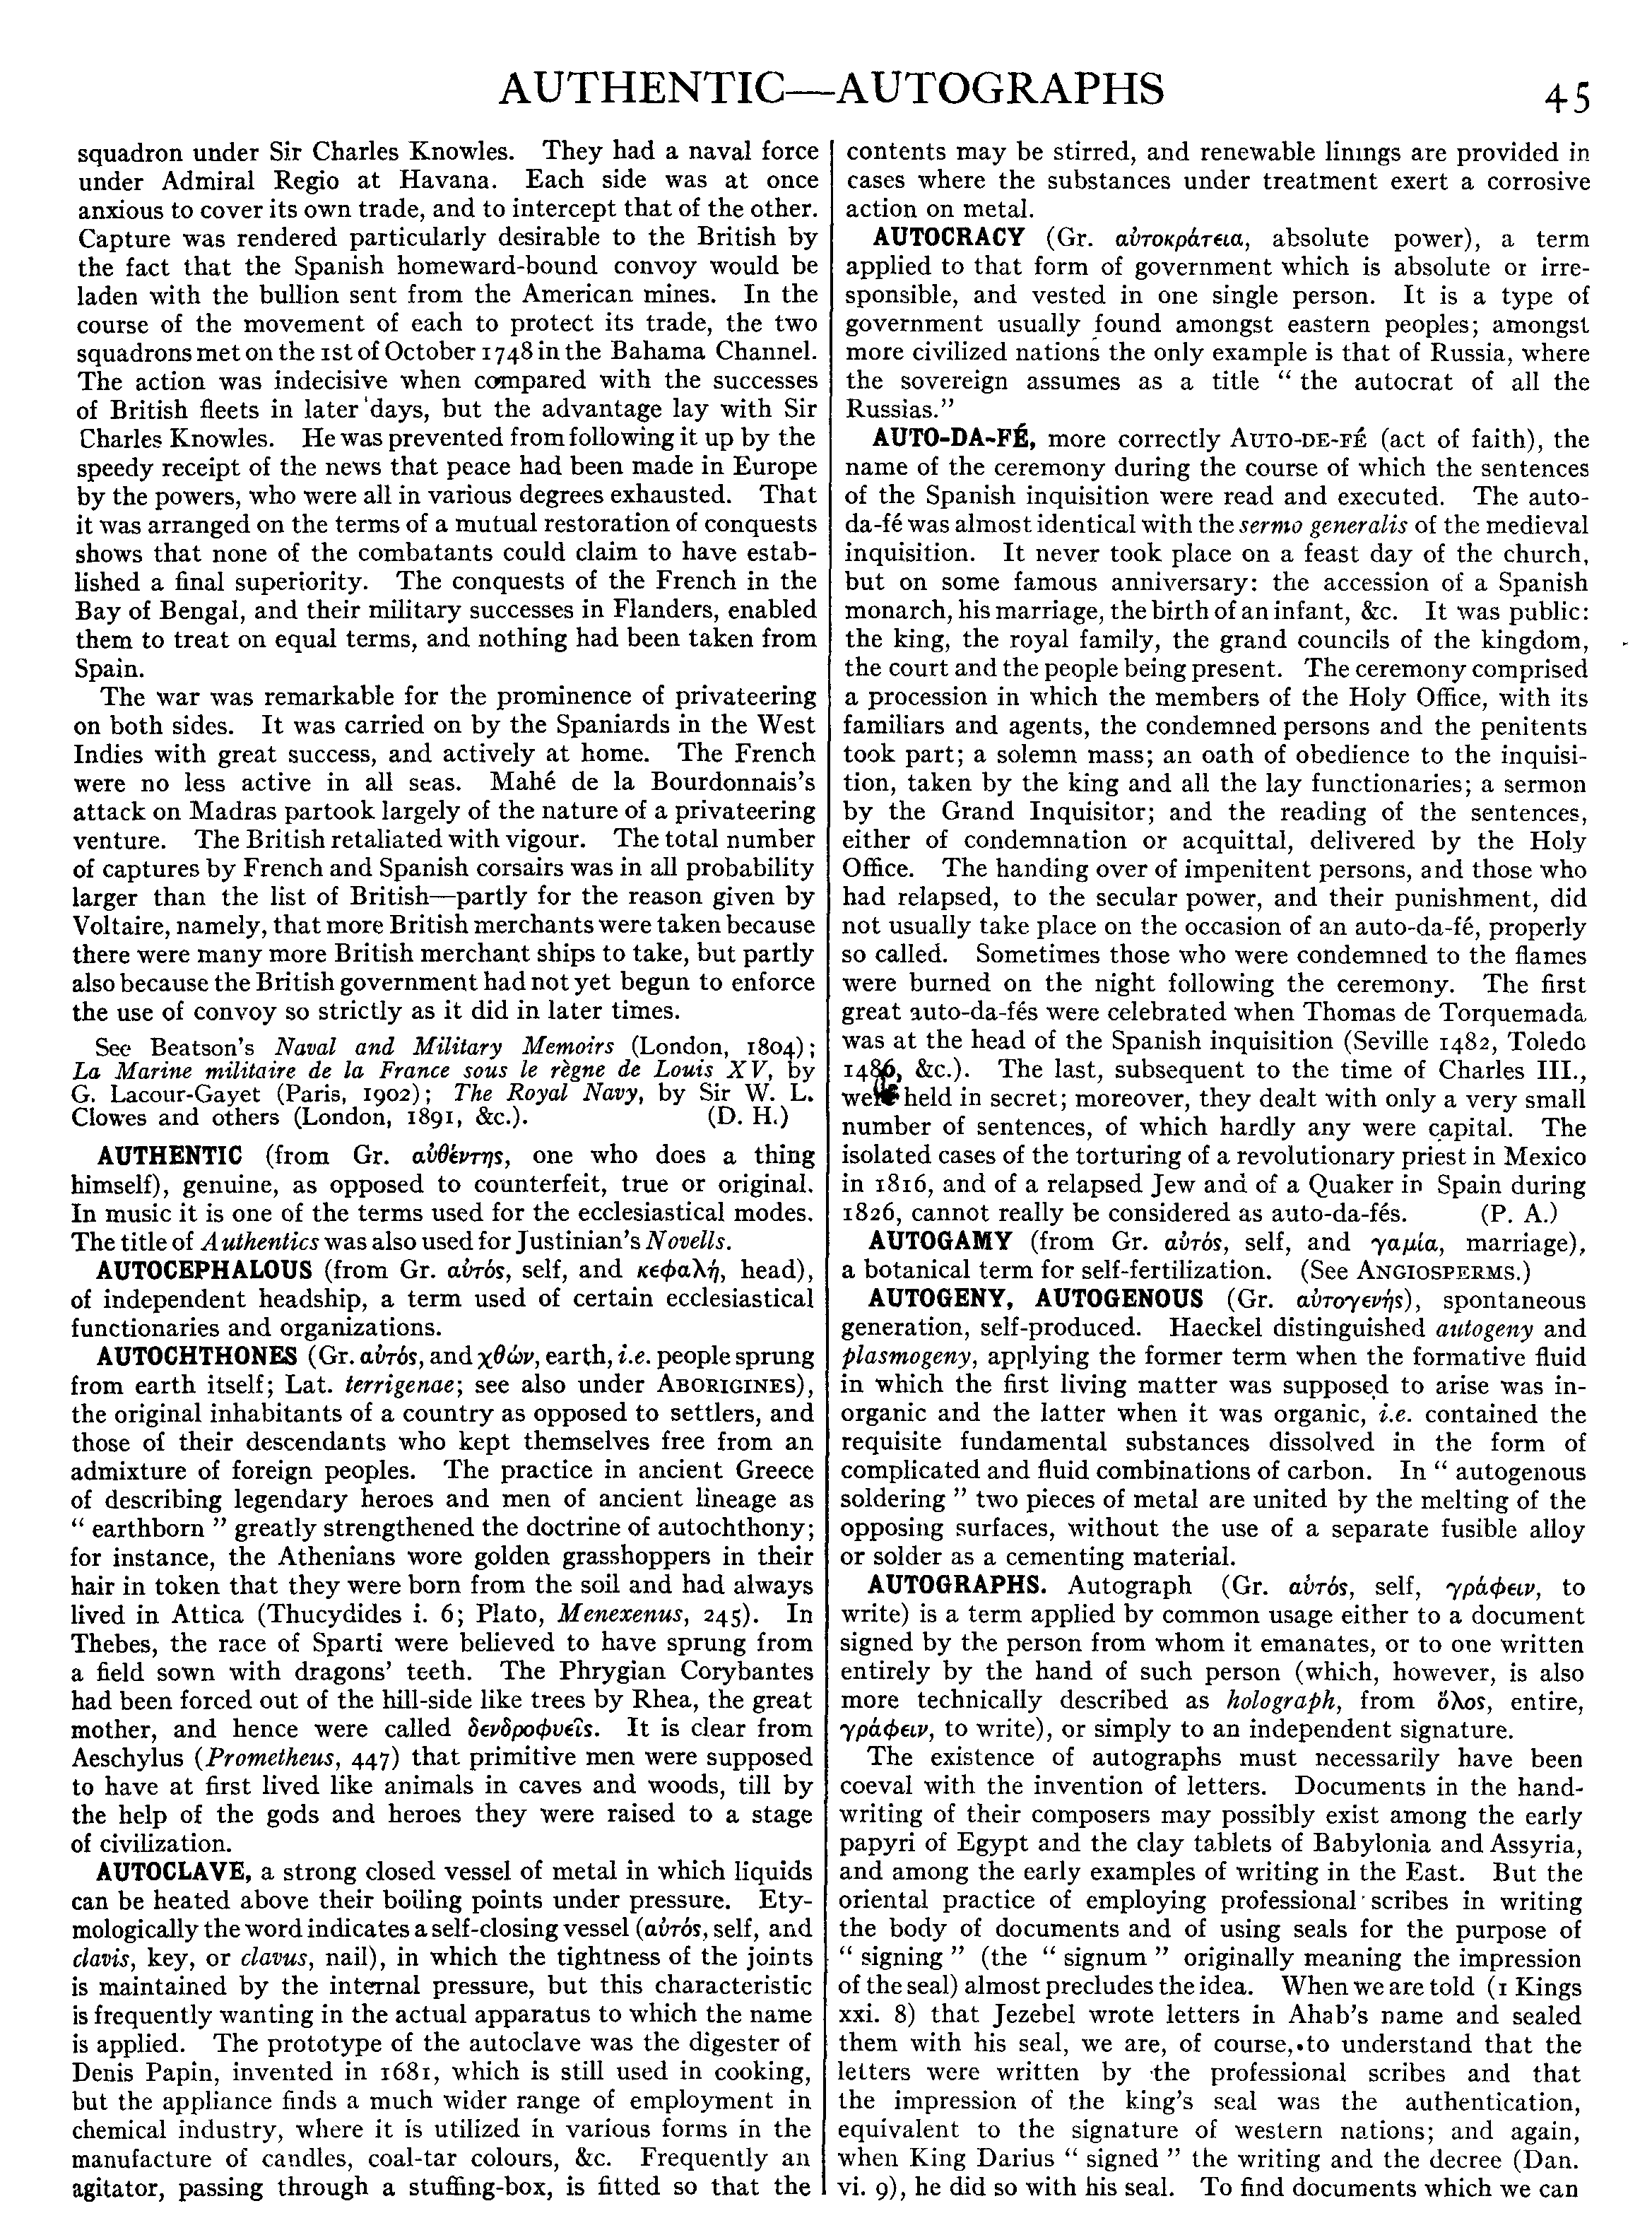 AUTHENTIC—AUTOGRAPHS
45
squadron under Sir Charles Knowles. They had a naval force
under Admiral Regio at Havana. Each side was at once
anxious to cover its own trade, and to intercept that of the other.
Capture was rendered particularly desirable to the British by
the fact that the Spanish homeward-bound convoy would be
laden with the bullion sent from the American mines. In the
course of the movement of each to protect its trade, the two
squadrons met on the 1st of October 1748 in the Bahama Channel.
The action was indecisive when compared with the successes
of British fleets in later days, but the advantage lay with Sir
Charles Knowles. He was prevented from following it up by the
speedy receipt of the news that peace had been made in Europe
by the powers, who were all in various degrees exhausted. That
it was arranged on the terms of a mutual restoration of conquests
shows that none of the combatants could claim to have estab-
lished a final superiority. The conquests of the French in the
Bay of Bengal, and their military successes in Flanders, enabled
them to treat on equal terms, and nothing had been taken from
Spain.
The war was remarkable for the prominence of privateering
on both sides. It was carried on by the Spaniards in the West
Indies with great success, and actively at home. The French
were no less active in all seas. Mahé de la Bourdonnais's
attack on Madras partook largely of the nature of a privateering
venture. The British retaliated with vigour. The total number
of captures by French and Spanish corsairs was in all probability
larger than the list of British—partly for the reason given by
Voltaire, namely, that more British merchants were taken because
there were many more British merchant ships to take, but partly
also because the British government had not yet begun to enforce
the use of convoy so strictly as it did in later times.
See Beatson's Naval and Military Memoirs (London, 1804);
La Marine militaire de la France sous le règne de Louis XV, by
G. Lacour-Gayet (Paris, 1902); The Royal Navy, by Sir W. L.
Clowes and others (London, 1891, &c.). (D. H.)
AUTHENTIC (from Gr. αὐθέντης, one who does a thing
himself), genuine, as opposed to counterfeit, true or original.
In music it is one of the terms used for the ecclesiastical modes.
The title of Authentics was also used for Justinian's Novells.
AUTOCEPHALOUS (from Gr. αὐτός, self, and κεφαλή, head),
of independent headship, a term used of certain ecclesiastical
functionaries and organizations.
AUTOCHTHONES (Gr. αὐτός, and χθών, earth, i.e. people sprung
from earth itself; Lat. terrigenae; see also under ABORIGINES),
the original inhabitants of a country as opposed to settlers, and
those of their descendants who kept themselves free from an
admixture of foreign peoples. The practice in ancient Greece
of describing legendary heroes and men of ancient lineage as
" earthborn " greatly strengthened the doctrine of autochthony;
for instance, the Athenians wore golden grasshoppers in their
hair in token that they were born from the soil and had always
lived in Attica (Thucydides i. 6; Plato, Menexenus, 245). In
Thebes, the race of Sparti were believed to have sprung from
a field sown with dragons' teeth. The Phrygian Corybantes
had been forced out of the hill-side like trees by Rhea, the great
mother, and hence were called δενδροφυεῖς. It is clear from
Aeschylus (Prometheus, 447) that primitive men were supposed
to have at first lived like animals in caves and woods, till by
the help of the gods and heroes they were raised to a stage
of civilization.
AUTOCLAVE, a strong closed vessel of metal in which liquids
can be heated above their boiling points under pressure. Ety-
mologically the word indicates a self-closing vessel (αὐτός, self, and
clavis, key, or clavus, nail), in which the tightness of the joints
is maintained by the internal pressure, but this characteristic
is frequently wanting in the actual apparatus to which the name
is applied. The prototype of the autoclave was the digester of
Denis Papin, invented in 1681, which is still used in cooking,
but the appliance finds a much wider range of employment in
chemical industry, where it is utilized in various forms in the
manufacture of candles, coal-tar colours, &c. Frequently an
agitator, passing through a stuffing-box, is fitted so that the
contents may be stirred, and renewable linings are provided in
cases where the substances under treatment exert a corrosive
action on metal.
AUTOCRACY (Gr. αὐτοκράτεια, absolute power), a term
applied to that form of government which is absolute or irre-
sponsible, and vested in one single person. It is a type of
government usually found amongst eastern peoples; amongst
more civilized nations the only example is that of Russia, where
the sovereign assumes as a title " the autocrat of all the
Russias."
AUTO-DA-FÉ, more correctly AUTO-DE-FÉ (act of faith), the
name of the ceremony during the course of which the sentences
of the Spanish inquisition were read and executed. The auto-
da-fé was almost identical with the sermo generalis of the medieval
inquisition. It never took place on a feast day of the church,
but on some famous anniversary: the accession of a Spanish
monarch, his marriage, the birth of an infant, &c. It was public:
the king, the royal family, the grand councils of the kingdom,
the court and the people being present. The ceremony comprised
a procession in which the members of the Holy Office, with its
familiars and agents, the condemned persons and the penitents
took part; a solemn mass; an oath of obedience to the inquisi-
tion, taken by the king and all the lay functionaries; a sermon
by the Grand Inquisitor; and the reading of the sentences,
either of condemnation or acquittal, delivered by the Holy
Office. The handing over of impenitent persons, and those who
had relapsed, to the secular power, and their punishment, did
not usually take place on the occasion of an auto-da-fé, properly
so called. Sometimes those who were condemned to the flames
were burned on the night following the ceremony. The first
great auto-da-fés were celebrated when Thomas de Torquemada
was at the head of the Spanish inquisition (Seville 1482, Toledo
1486, &c.). The last, subsequent to the time of Charles III.,
were held in secret; moreover, they dealt with only a very small
number of sentences, of which hardly any were capital. The
isolated cases of the torturing of a revolutionary priest in Mexico
in 1816, and of a relapsed Jew and of a Quaker in Spain during
1826, cannot really be considered as auto-da-fés. (P. A.)
AUTOGAMY (from Gr. αὐτός, self, and γαμία, marriage),
a botanical term for self-fertilization. (See ANGIOSPERMS.)
AUTOGENY, AUTOGENOUS (Gr. αὐτογενής), spontaneous
generation, self-produced. Haeckel distinguished autogeny and
plasmogeny, applying the former term when the formative fluid
in which the first living matter was supposed to arise was in-
organic and the latter when it was organic, i.e. contained the
requisite fundamental substances dissolved in the form of
complicated and fluid combinations of carbon. In " autogenous
soldering " two pieces of metal are united by the melting of the
opposing surfaces, without the use of a separate fusible alloy
or solder as a cementing material.
AUTOGRAPHS. Autograph (Gr. αὐτός, self, γράφειν, to
write) is a term applied by common usage either to a document
signed by the person from whom it emanates, or to one written
entirely by the hand of such person (which, however, is also
more technically described as holograph, from ὅλος, entire,
γράφειν, to write), or simply to an independent signature.
The existence of autographs must necessarily have been
coeval with the invention of letters. Documents in the hand-
writing of their composers may possibly exist among the early
papyri of Egypt and the clay tablets of Babylonia and Assyria,
and among the early examples of writing in the East. But the
oriental practice of employing professional scribes in writing
the body of documents and of using seals for the purpose of
" signing " (the " signum " originally meaning the impression
of the seal) almost precludes the idea. When we are told (1 Kings
xxi. 8) that Jezebel wrote letters in Ahab's name and sealed
them with his seal, we are, of course, to understand that the
letters were written by the professional scribes and that
the impression of the king's seal was the authentication,
equivalent to the signature of western nations; and again,
when King Darius " signed " the writing and the decree (Dan.
vi. 9), he did so with his seal. To find documents which we can